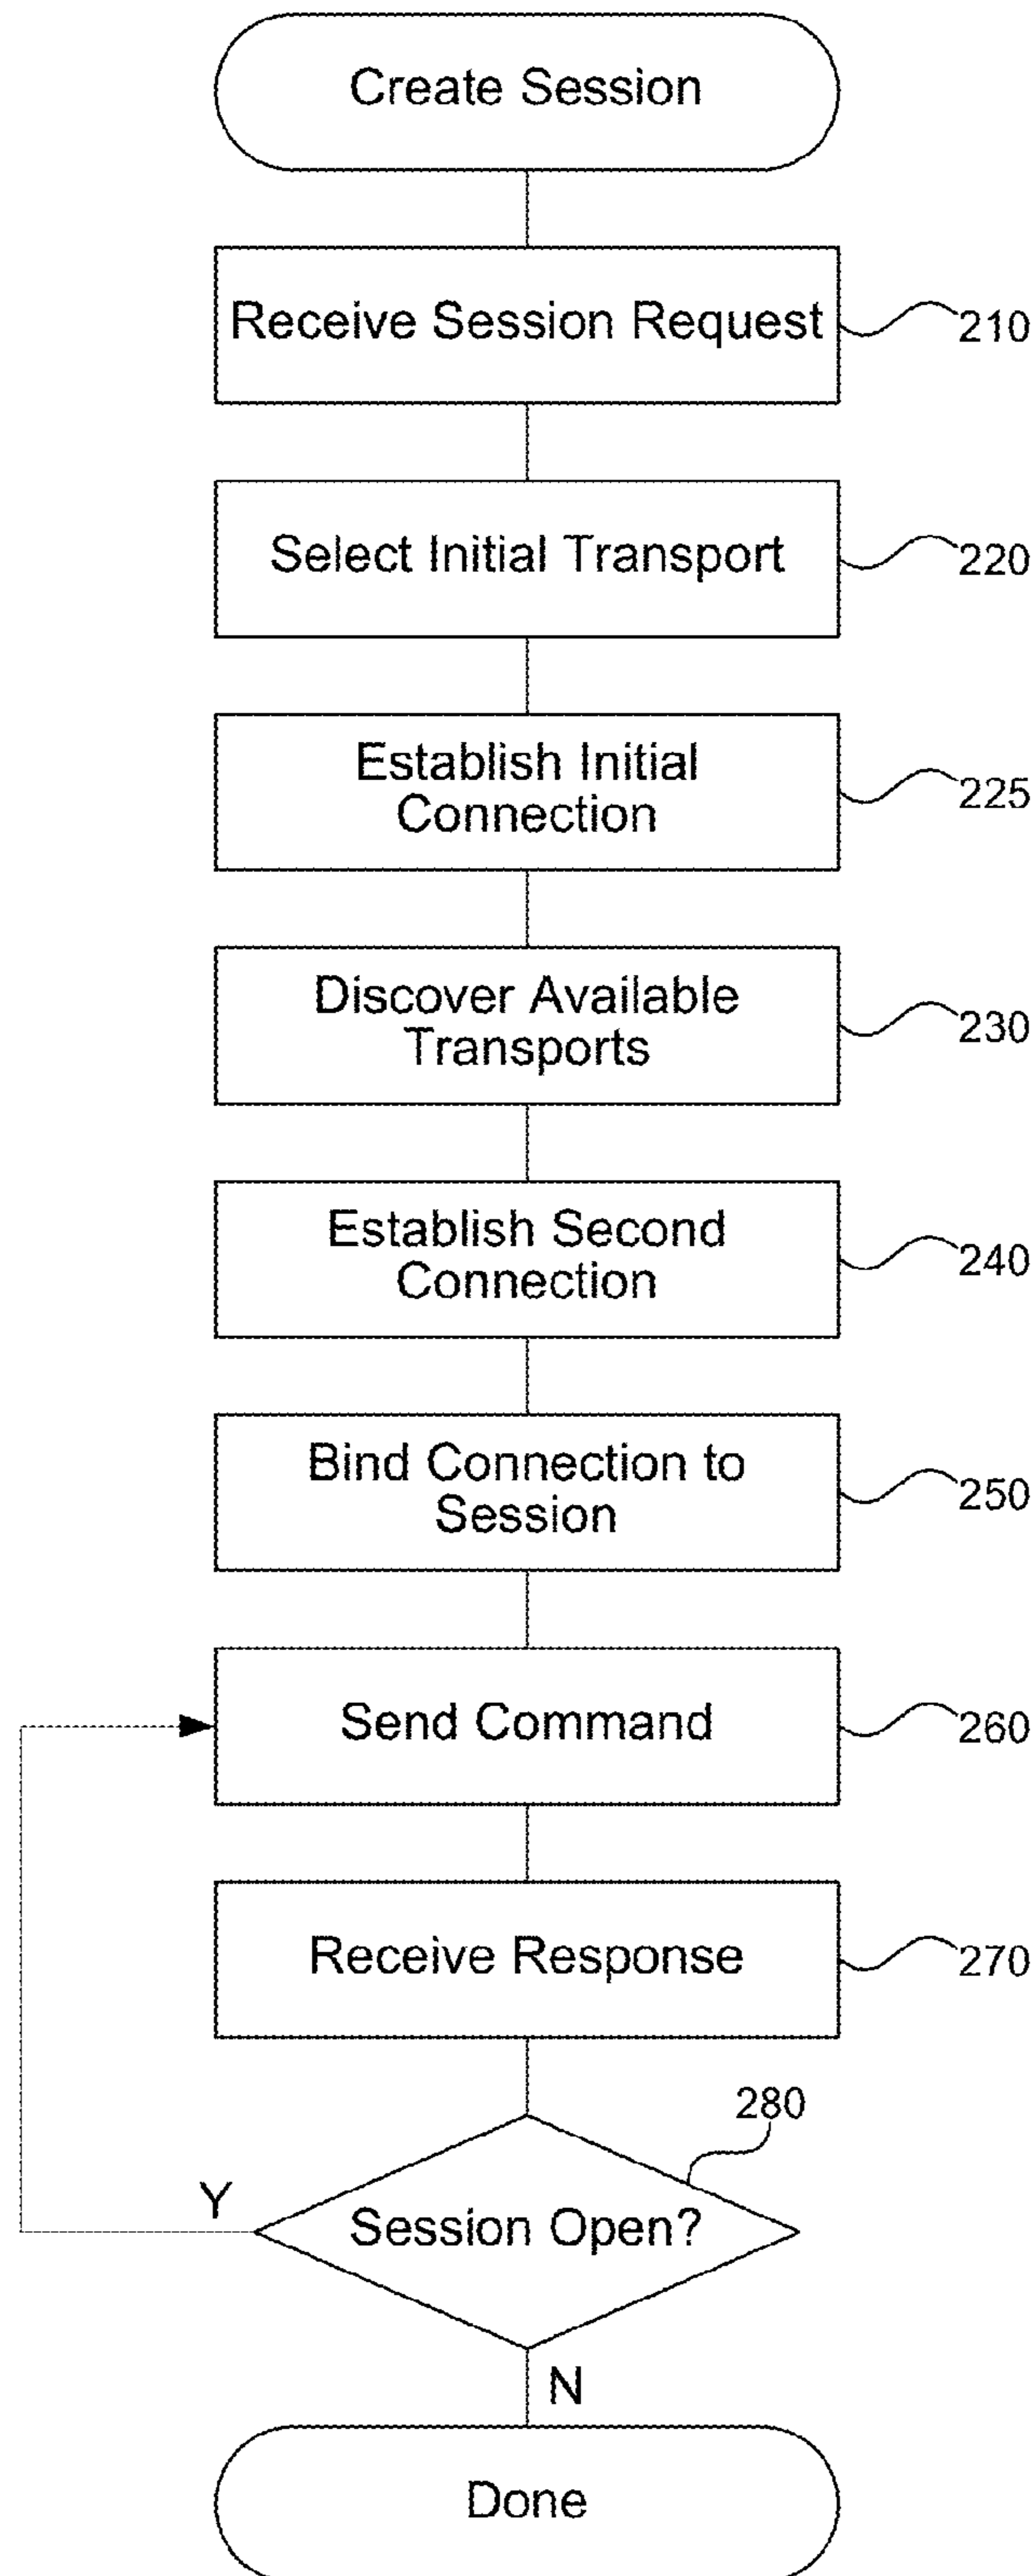 Create Session
Receive Session Request
210
Select Initial Transport
220
Establish Initial
Connection
225
Discover Available
Transports
230
Establish Second
Connection
240
Bind Connection to
Session
250
Send Command
260
Receive Response
270
280
Y
Session Open?
N
Done